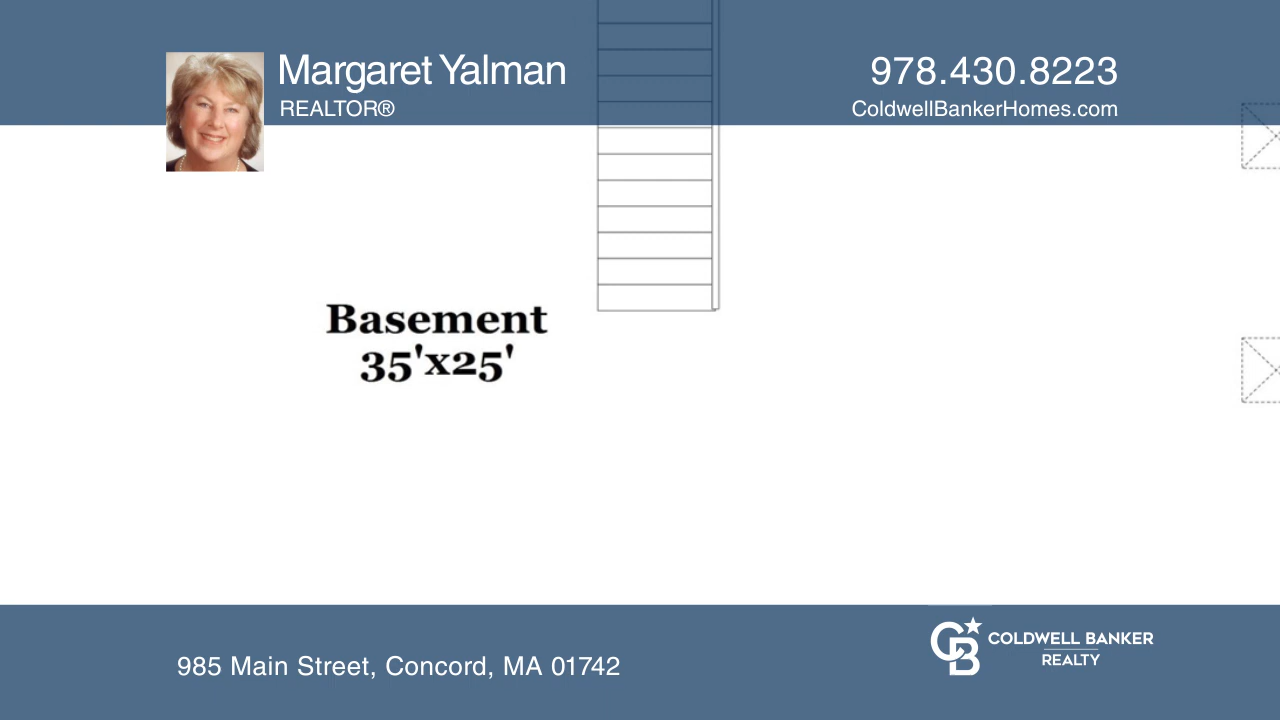 Margaret Yalman
REALTOR®
978.430.8223
ColdwellBankerHomes.com
Basement
35'x25'
985 Main Street, Concord, MA 01742
CB
COLDWELL BANKER
REALTY